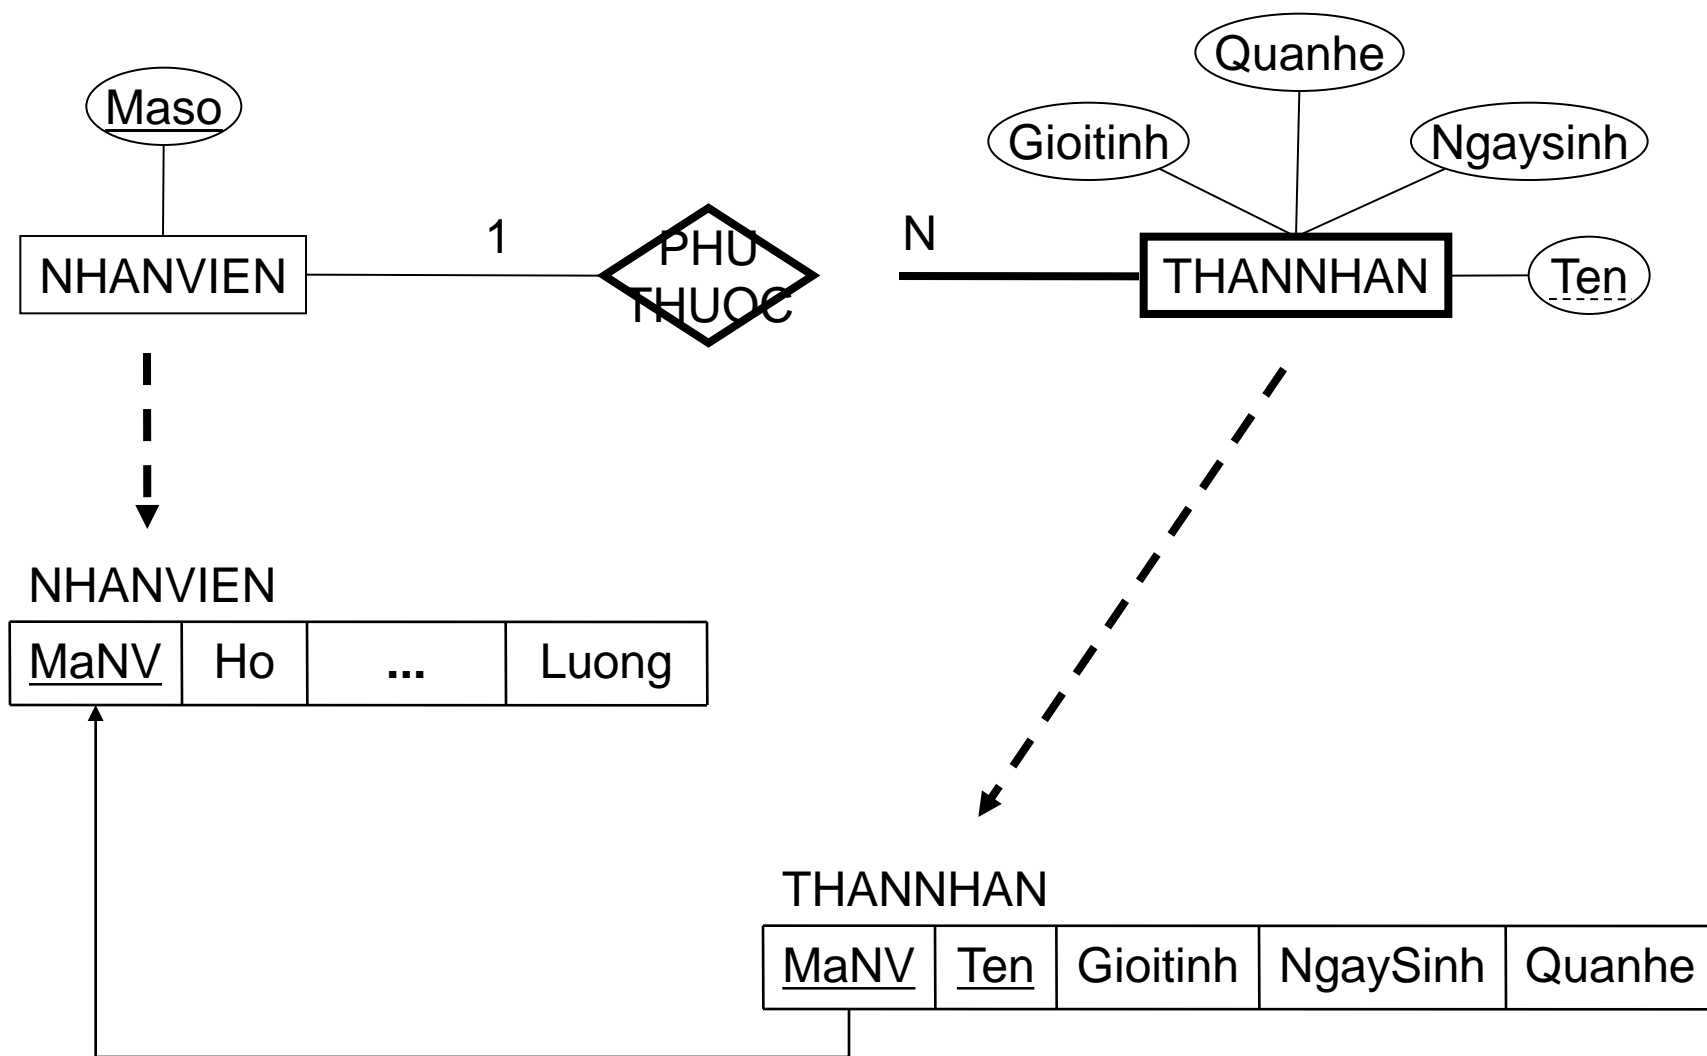 Quanhe
Maso
Gioitinh
Ngaysinh
1
N
NHANVIEN
PHU
THUOC
THANNHAN
Ten
NHANVIEN
MaNV Ho ... Luong
THANNHAN
MaNV Ten Gioitinh NgaySinh Quanhe